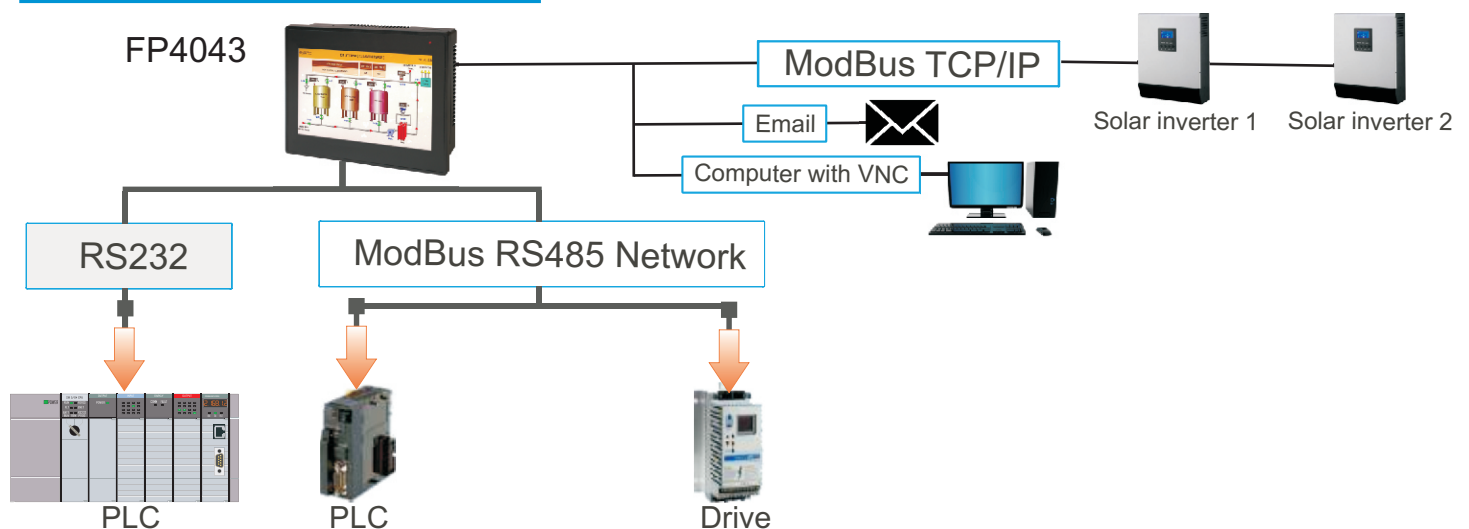 FP4043
ModBus TCP/IP
Email
Computer with VNC
Solar inverter 1
Solar inverter 2
RS232
ModBus RS485 Network
PLC
PLC
Drive